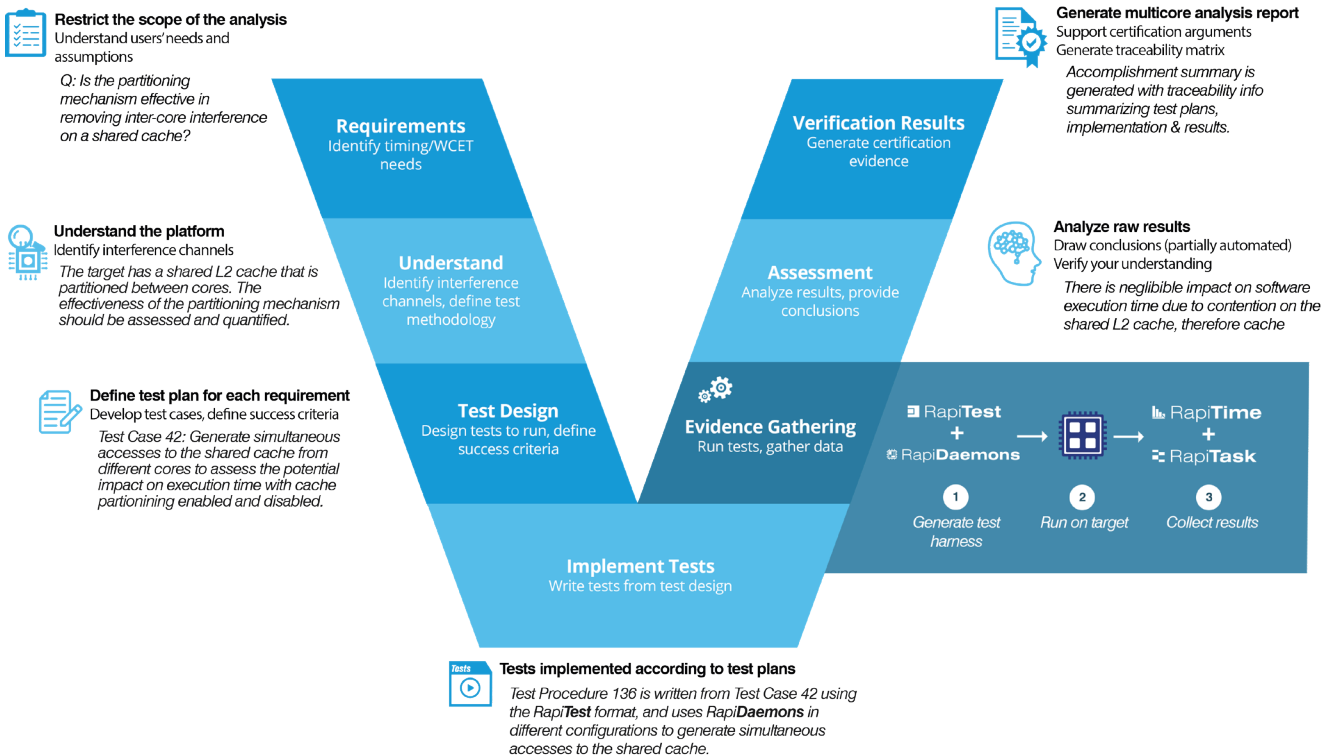 Restrict the scope of the analysis
Understand users' needs and
assumptions
Q: Is the partitioning
mechanism effective in
removing inter-core interference
on a shared cache?
Requirements
Identify timing/WCET
needs
Understand the platform
Identify interference channels
The target has a shared L2 cache that is
partitioned between cores. The
effectiveness of the partitioning mechanism
should be assessed and quantified.
Understand
Identify interference
channels, define test
methodology
Define test plan for each requirement
Develop test cases, define success criteria
Test Case 42: Generate simultaneous
accesses to the shared cache from
different cores to assess the potential
impact on execution time with cache
partionining enabled and disabled.
Test Design
Design tests to run, define
success criteria
Implement Tests
Write tests from test design
Tests
Tests implemented according to test plans
Test Procedure 136 is written from Test Case 42 using
the RapiTest format, and uses RapiDaemons in
different configurations to generate simultaneous
accesses to the shared cache.
Evidence Gathering
Run tests, gather data
RapiTest
+
RapiDaemons
1
Generate test
harness
2
Run on target
RapiTime
+
RapiTask
3
Collect results
Assessment
Analyze results, provide
conclusions
Analyze raw results
Draw conclusions (partially automated)
Verify your understanding
There is neglibible impact on software
execution time due to contention on the
shared L2 cache, therefore cache
Verification Results
Generate certification
evidence
Generate multicore analysis report
Support certification arguments
Generate traceability matrix
Accomplishment summary is
generated with traceability info
summarizing test plans,
implementation & results.